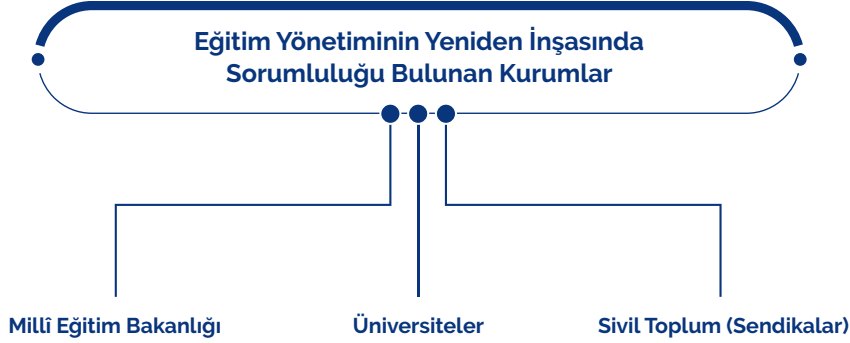 Eğitim Yönetiminin Yeniden İnşasında
Sorumluluğu Bulunan Kurumlar
Millî Eğitim Bakanlığı
Üniversiteler
Sivil Toplum (Sendikalar)